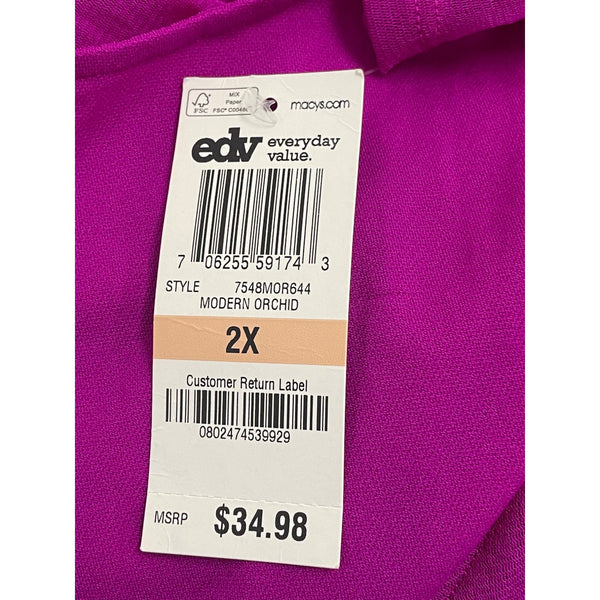 FSC
MIX
Paper
macys.com
edv everyday
value.
7 06255 59174 3
STYLE 7548MOR644
MODERN ORCHID
2X
Customer Return Label
0802474539929
MSRP $34.98